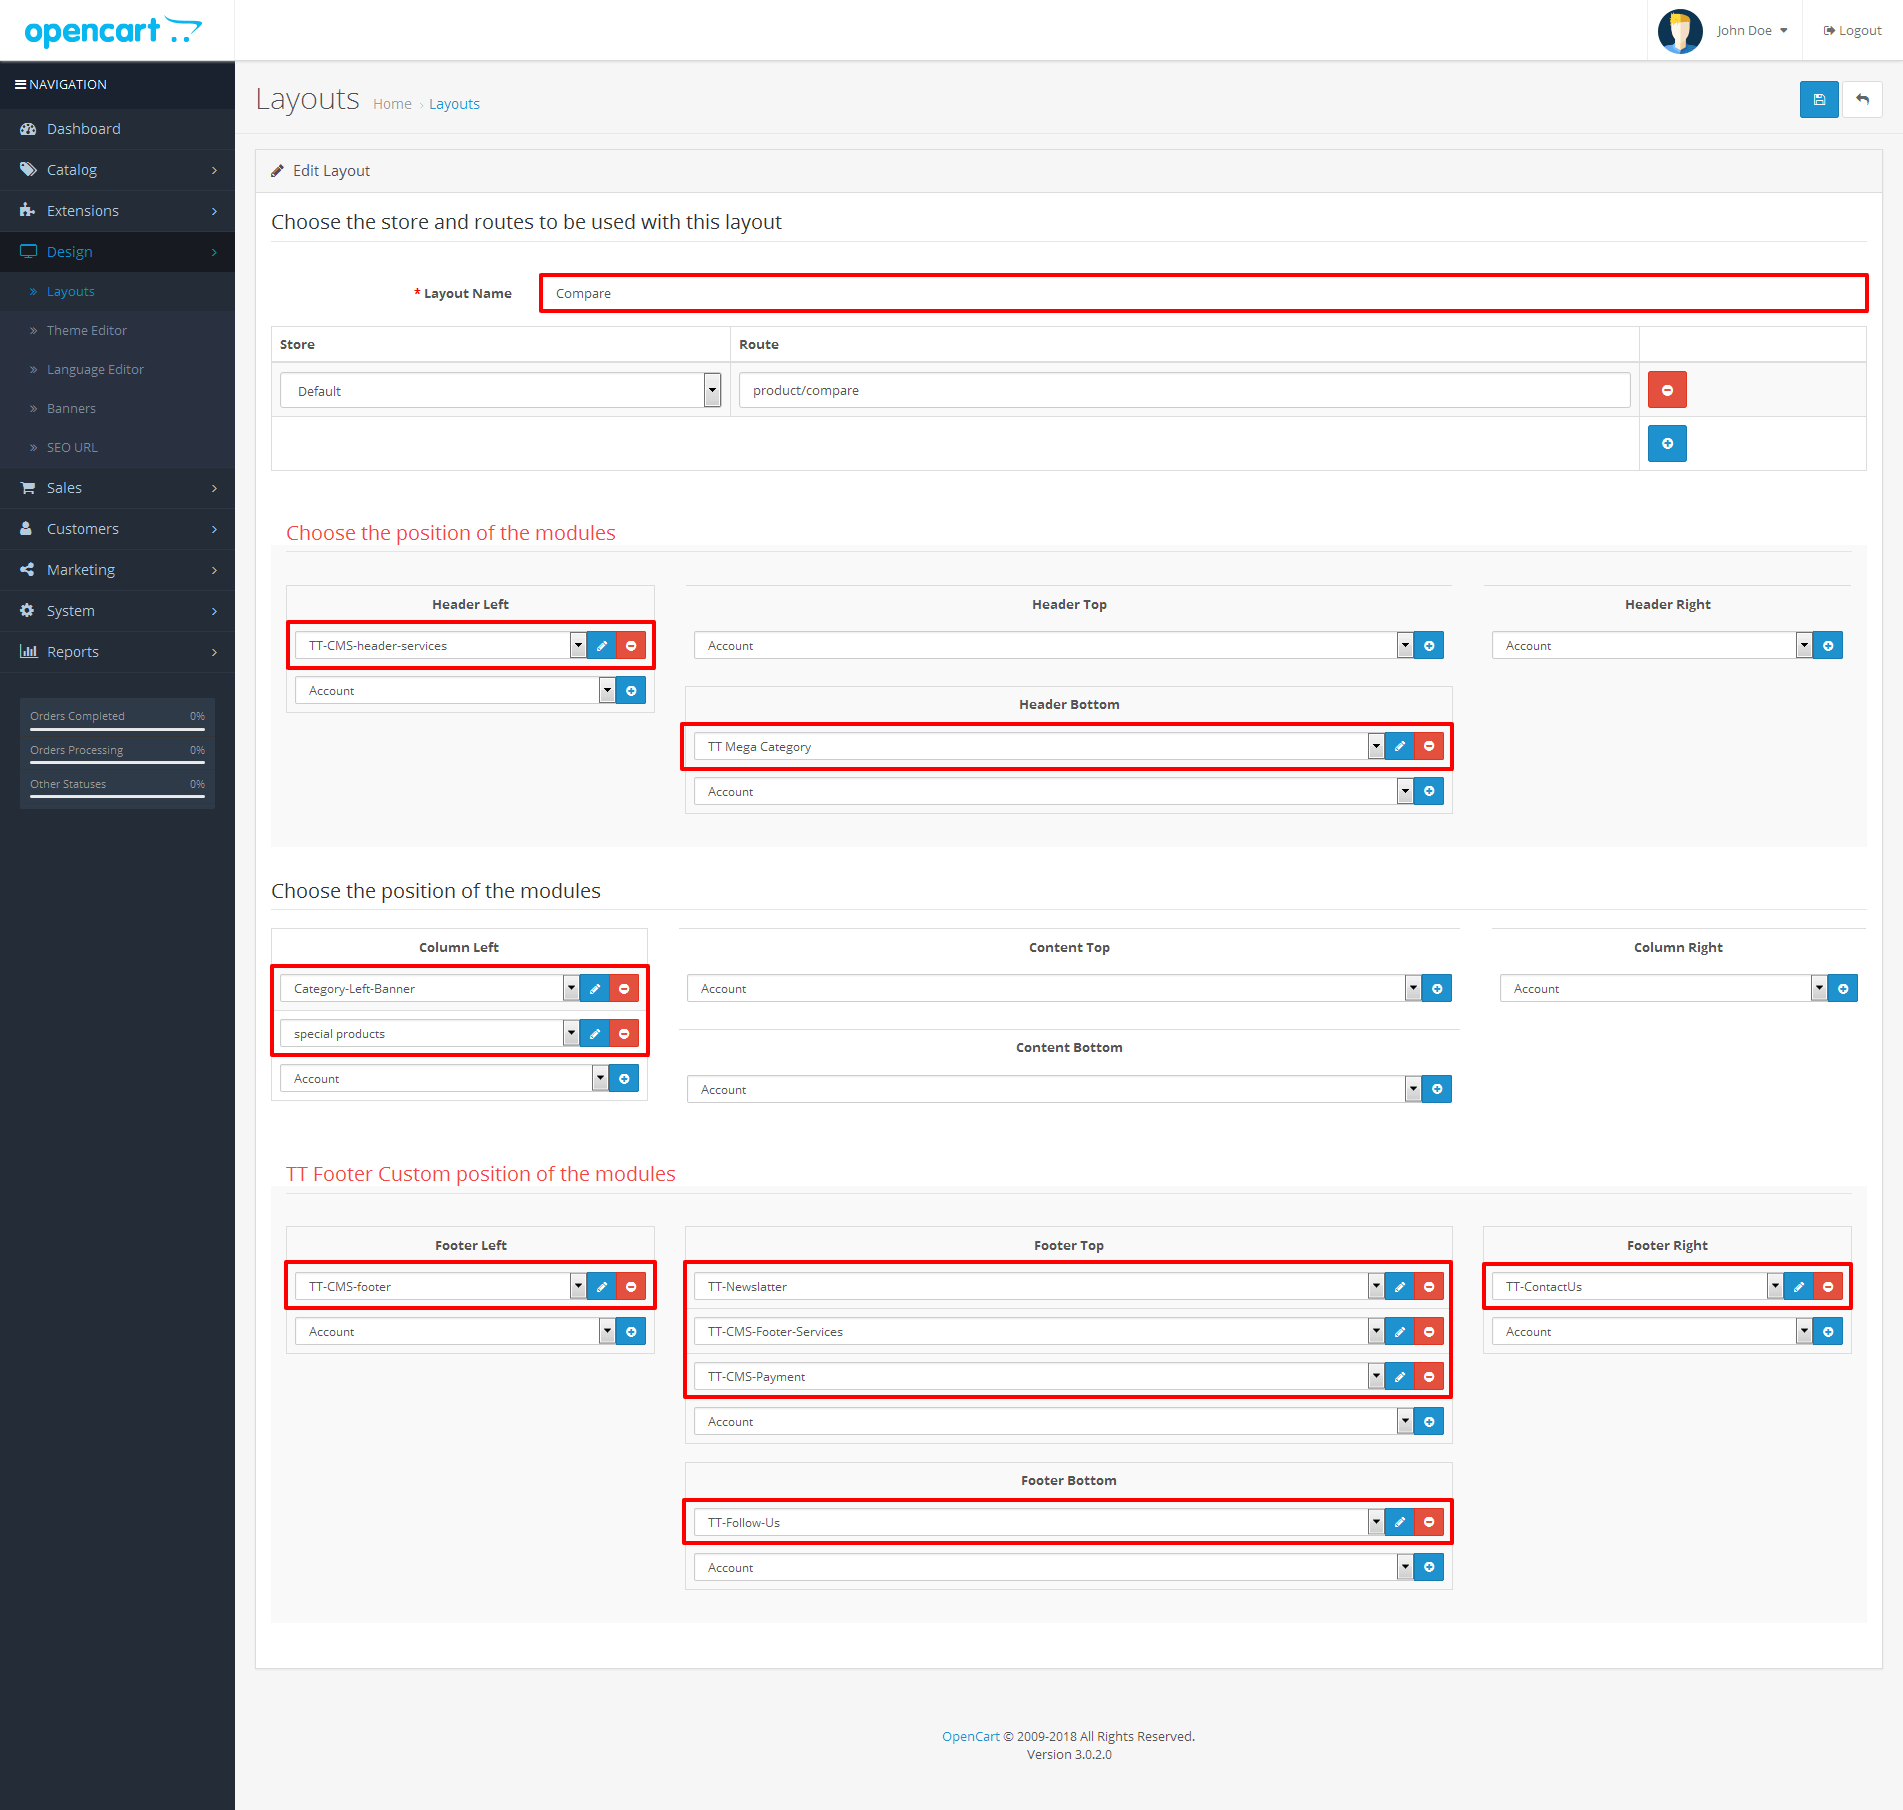 opencart
John Doe
Logout
NAVIGATION
Dashboard
Catalog
Extensions
Design
Layouts
Theme Editor
Language Editor
Banners
SEO URL
Sales
Customers
Marketing
System
Reports
Orders Completed 0%
Orders Processing 0%
Other Statuses 0%
Layouts Home › Layouts
Edit Layout
Choose the store and routes to be used with this layout
* Layout Name Compare
Store Route
Default product/compare
Choose the position of the modules
Header Left Header Top Header Right
TT-CMS-header-services Account Account
Account
Header Bottom
TT Mega Category
Account
Choose the position of the modules
Column Left Content Top Column Right
Category-Left-Banner Account Account
special products
Content Bottom
Account
Account
TT Footer Custom position of the modules
Footer Left Footer Top Footer Right
TT-CMS-footer TT-Newslatter TT-ContactUs
Account TT-CMS-Footer-Services Account
TT-CMS-Payment
Account
Footer Bottom
TT-Follow-Us
Account
OpenCart © 2009-2018 All Rights Reserved.
Version 3.0.2.0